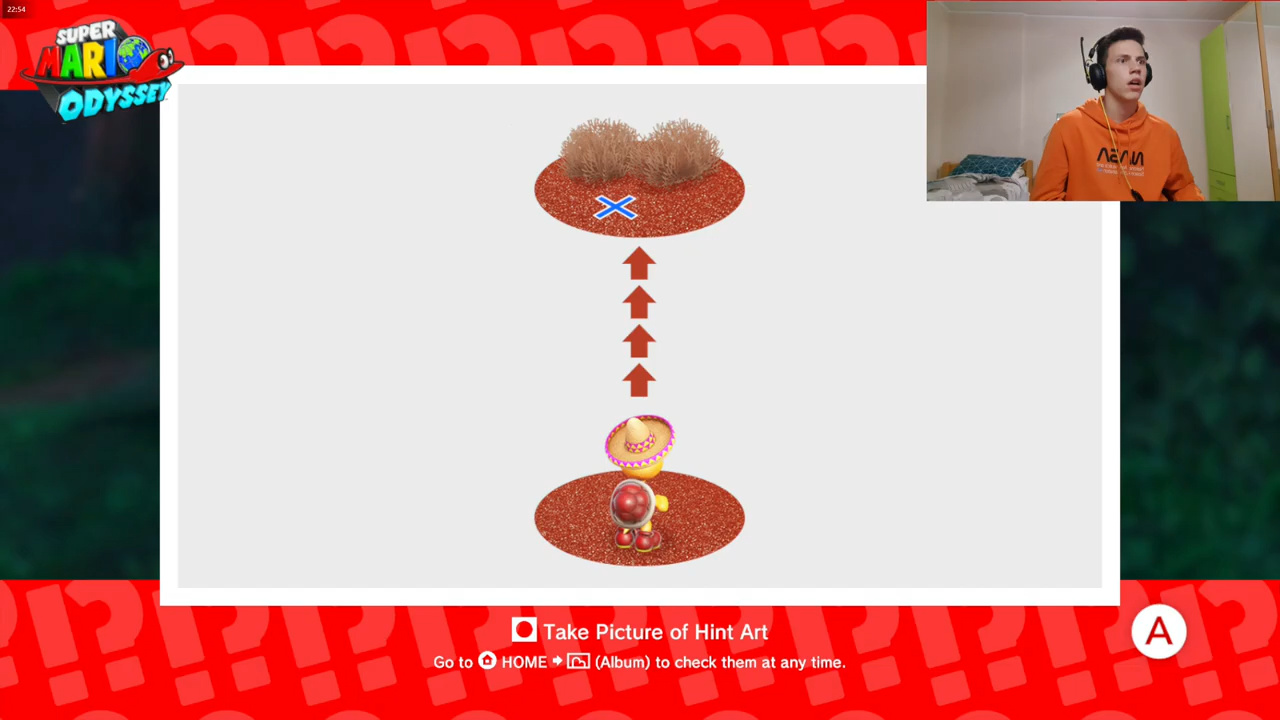 22:54
SUPER
MARIO
ODYSSEY
Take Picture of Hint Art
Go to HOME (Album) to check them at any time.
A